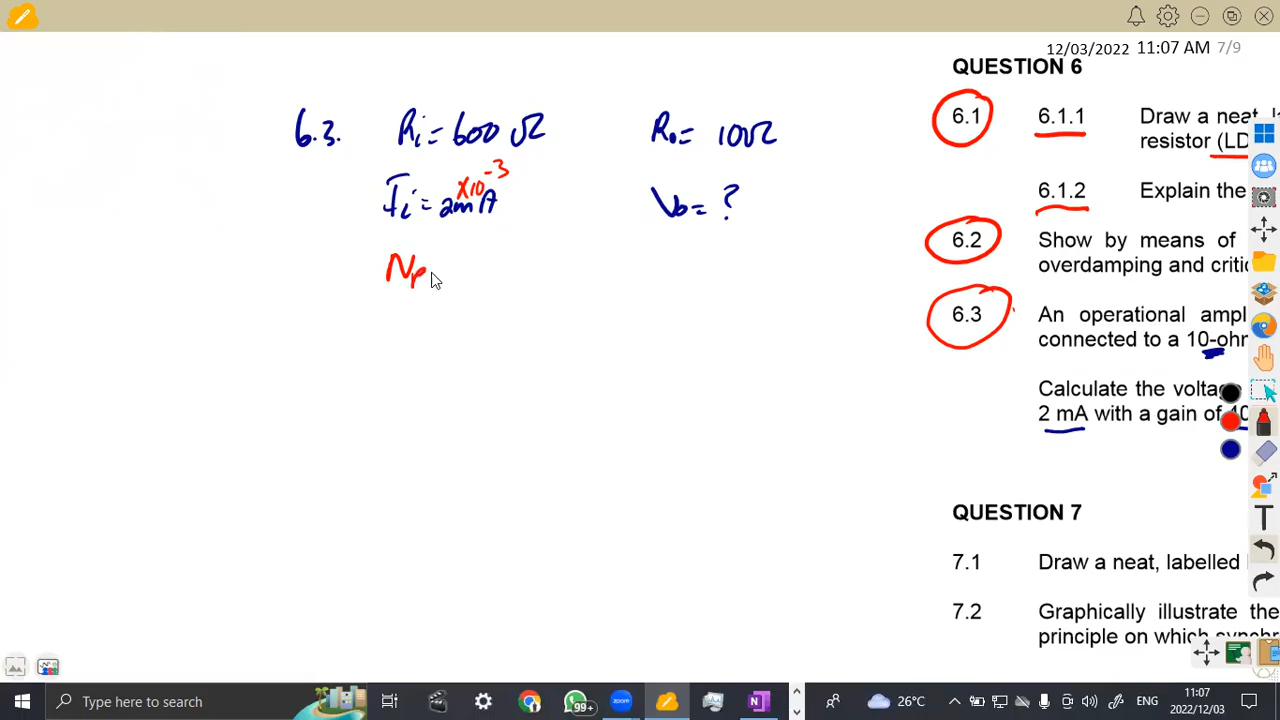 12/03/2022 11:07 AM 7/9
6.3. Ri = 600 Ω Ro = 10Ω
Ii = 2mA ×10⁻³ Vo = ?
Np
QUESTION 6
6.1 6.1.1 Draw a neat, l
resistor (LD
6.1.2 Explain the
6.2 Show by means of
overdamping and critic
6.3 An operational ampl
connected to a 10-ohm
Calculate the voltage
2 mA with a gain of 40
QUESTION 7
7.1 Draw a neat, labelled
7.2 Graphically illustrate the
principle on which synchr
Type here to search
99+
26°C
ENG
11:07
2022/12/03